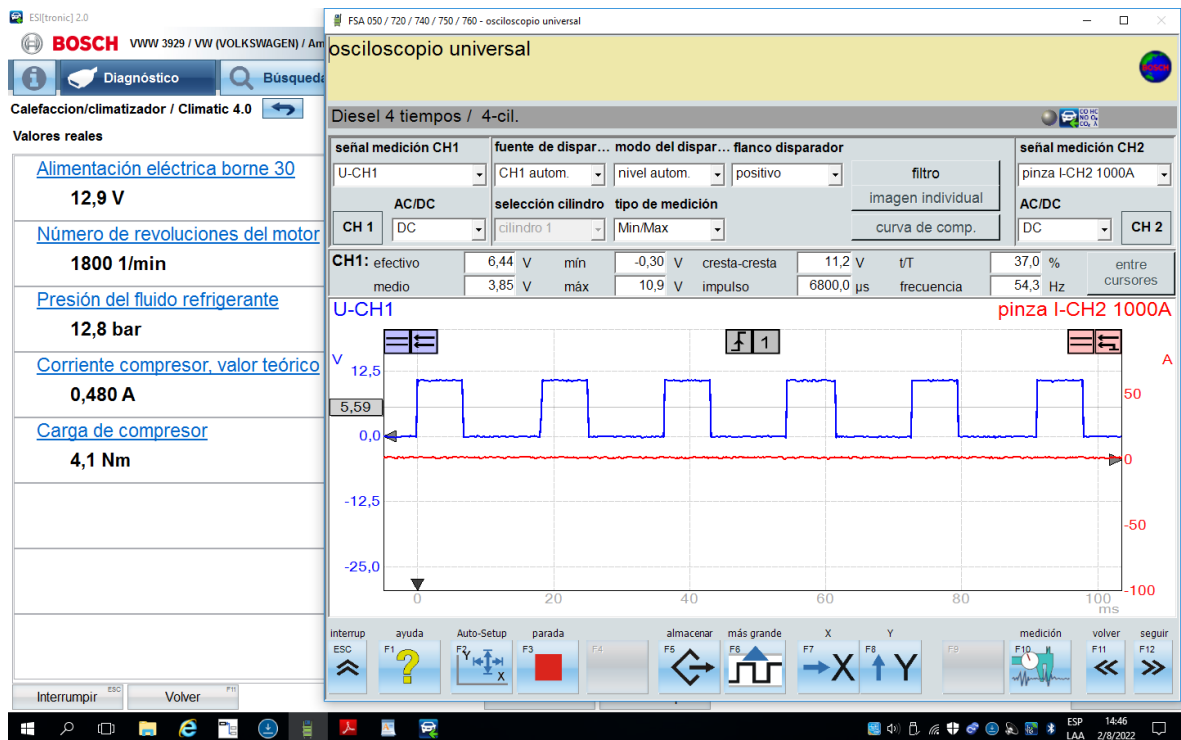 ESI[tronic] 2.0
BOSCH VWW 3929 / VW (VOLKSWAGEN) / Am
Diagnóstico
Búsqueda
Calefaccion/climatizador / Climatic 4.0
Valores reales
Alimentación eléctrica borne 30
12,9 V
Número de revoluciones del motor
1800 1/min
Presión del fluido refrigerante
12,8 bar
Corriente compresor, valor teórico
0,480 A
Carga de compresor
4,1 Nm
Interrumpir ESC
Volver F11
FSA 050 / 720 / 740 / 750 / 760 - osciloscopio universal
osciloscopio universal
BOSCH
Diesel 4 tiempos / 4-cil.
CO HC
NO O₂
CO₂ λ
señal medición CH1 fuente de dispar... modo del dispar... flanco disparador señal medición CH2
U-CH1 CH1 autom. nivel autom. positivo filtro pinza I-CH2 1000A
imagen individual
AC/DC selección cilindro tipo de medición AC/DC
CH 1 DC cilindro 1 Min/Max curva de comp. DC CH 2
CH1: efectivo 6,44 V mín -0,30 V cresta-cresta 11,2 V t/T 37,0 % entre
medio 3,85 V máx 10,9 V impulso 6800,0 µs frecuencia 54,3 Hz cursores
U-CH1 pinza I-CH2 1000A
1
V A
12,5
50
5,59
0,0
0
-12,5
-50
-25,0
-100
0 20 40 60 80 100
ms
interrup ayuda Auto-Setup parada almacenar más grande X Y medición volver seguir
ESC F1 F2 F3 F4 F5 F6 F7 F8 F9 F10 F11 F12
? Y X X Y
ESP 14:46
LAA 2/8/2022